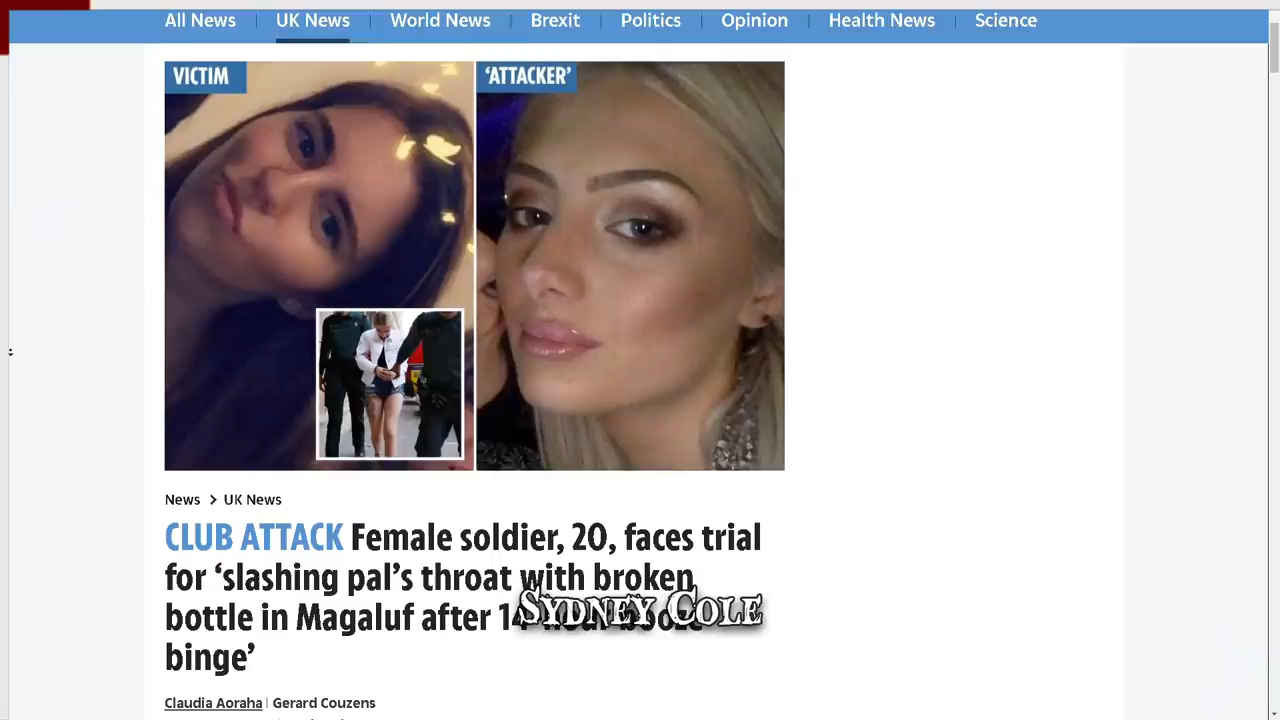 All News | UK News | World News | Brexit | Politics | Opinion | Health News | Science
VICTIM
‘ATTACKER’
News > UK News
CLUB ATTACK Female soldier, 20, faces trial
for ‘slashing pal’s throat with broken
bottle in Magaluf after 14-hour booze
binge’
Sydney Cole
Claudia Aoraha | Gerard Couzens